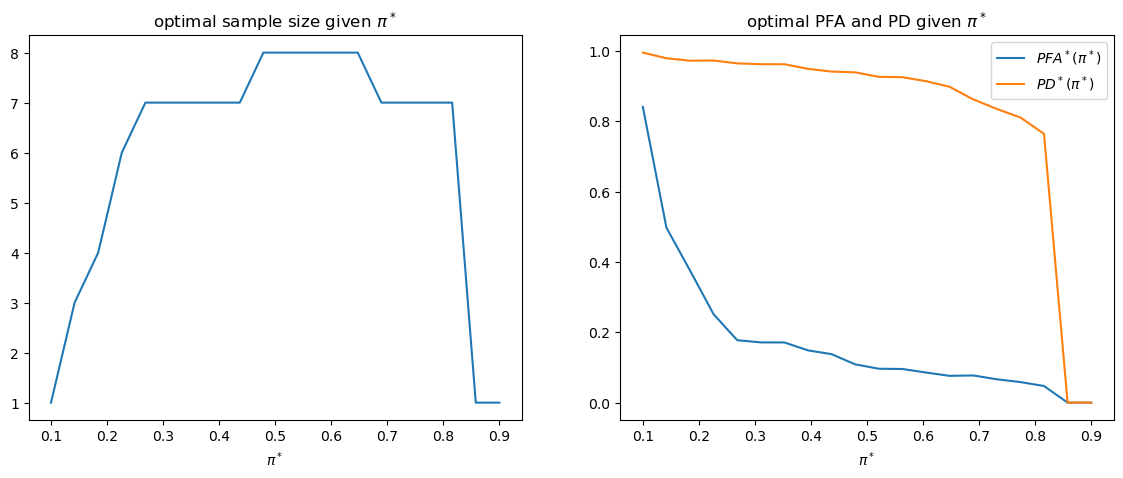 optimal sample size given π*
8
7
6
5
4
3
2
1
0.1 0.2 0.3 0.4 0.5 0.6 0.7 0.8 0.9
π*
optimal PFA and PD given π*
1.0
0.8
0.6
0.4
0.2
0.0
PFA*(π*)
PD*(π*)
0.1 0.2 0.3 0.4 0.5 0.6 0.7 0.8 0.9
π*